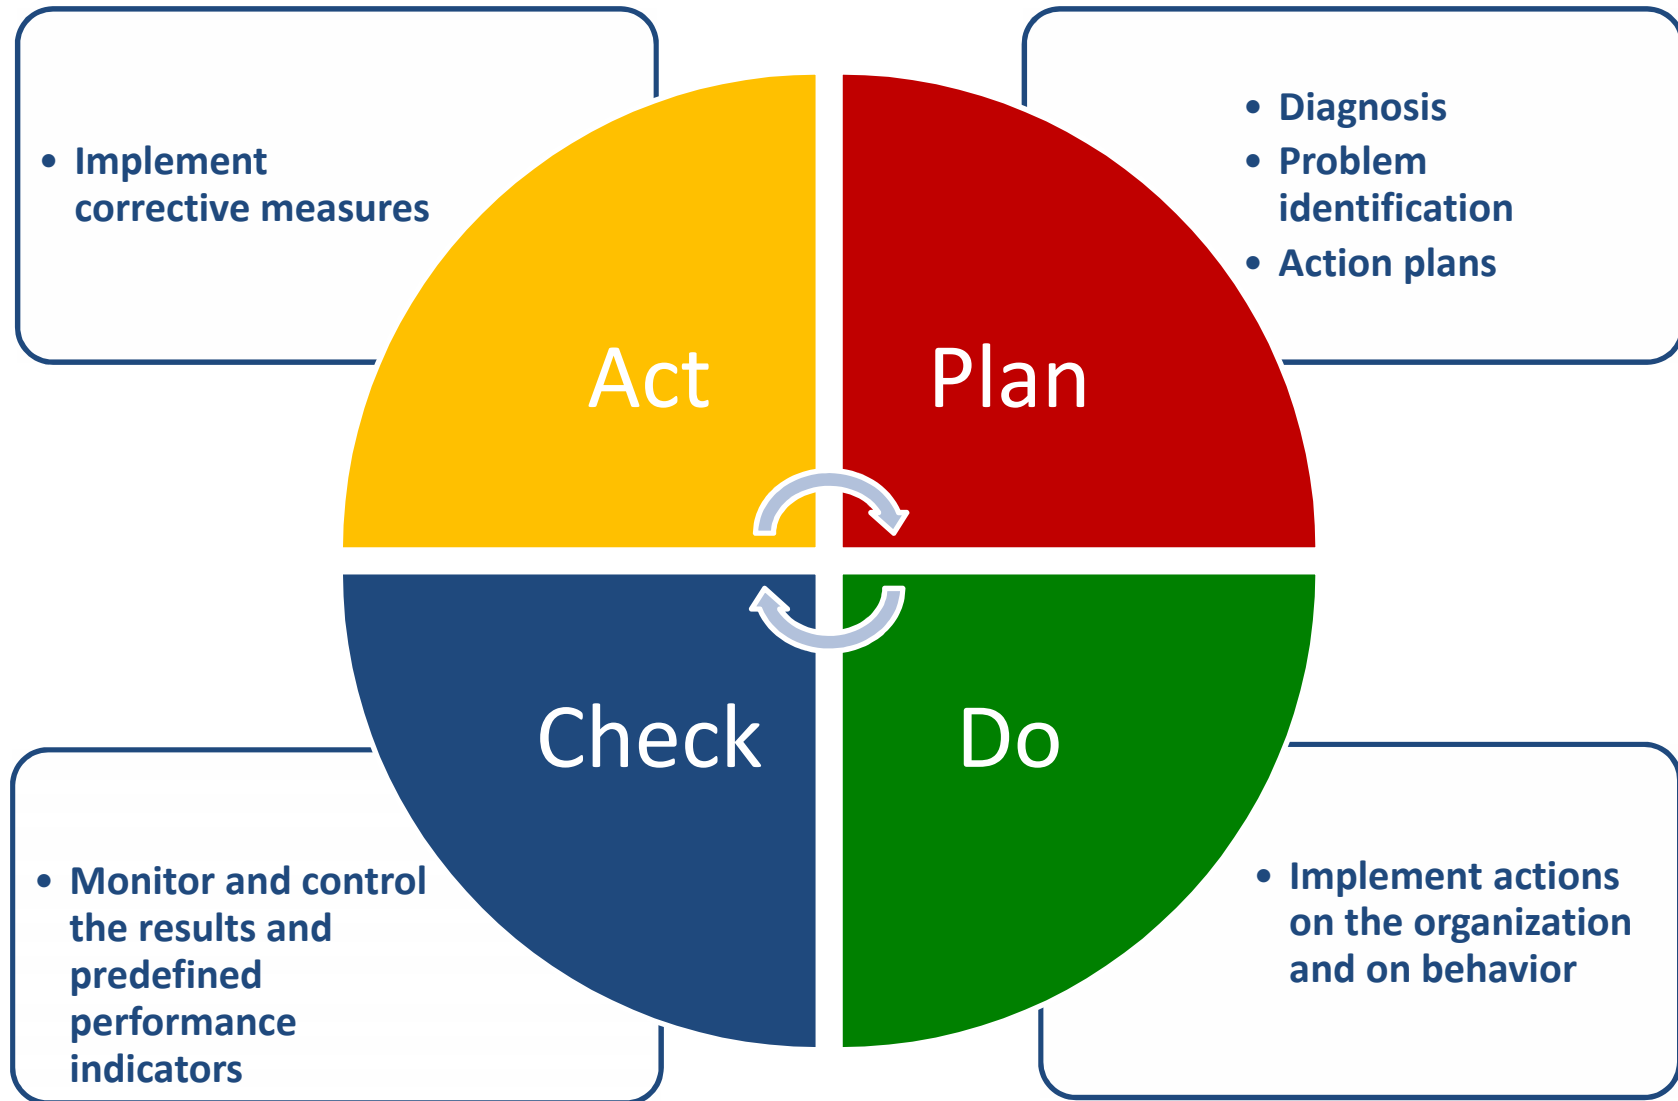 • Implement
corrective measures
• Diagnosis
• Problem
identification
• Action plans
Act
Plan
Check
Do
• Monitor and control
the results and
predefined
performance
indicators
• Implement actions
on the organization
and on behavior